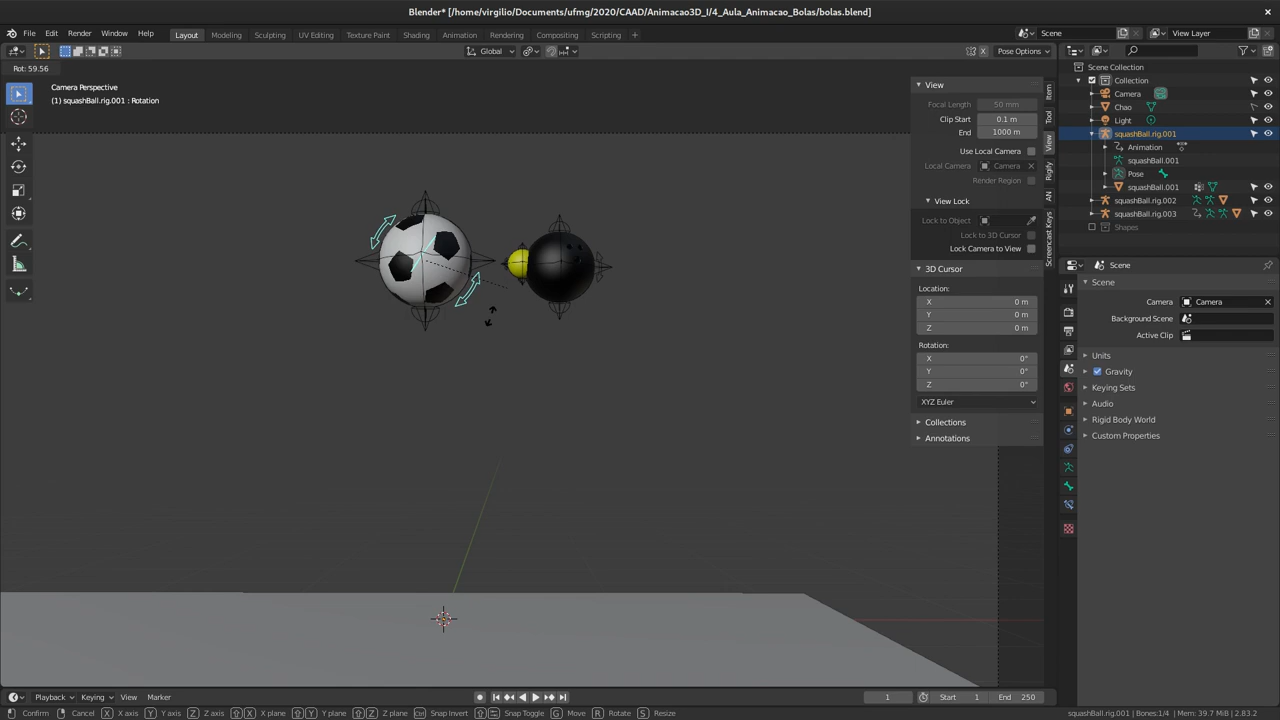 Blender* [/home/virgilio/Documents/ufmg/2020/CAAD/Animacao3D_I/4_Aula_Animacao_Bolas/bolas.blend]
File Edit Render Window Help Layout Modeling Sculpting UV Editing Texture Paint Shading Animation Rendering Compositing Scripting + Scene View Layer
Global Pose Options
Rot: 59.56
Camera Perspective
(1) squashBall.rig.001 : Rotation
View
Focal Length 50 mm
Clip Start 0.1 m
End 1000 m
Use Local Camera
Local Camera Camera
Render Region
View Lock
Lock to Object
Lock to 3D Cursor
Lock Camera to View
3D Cursor
Location:
X 0 m
Y 0 m
Z 0 m
Rotation:
X 0°
Y 0°
Z 0°
XYZ Euler
Collections
Annotations
Item
Tool
View
Rigify
AN
Screencast Keys
Scene Collection
Collection
Camera
Chao
Light
squashBall.rig.001
Animation
squashBall.001
Pose
squashBall.001
squashBall.rig.002
squashBall.rig.003
Shapes
Scene
Scene
Camera Camera
Background Scene
Active Clip
Units
Gravity
Keying Sets
Audio
Rigid Body World
Custom Properties
Playback Keying View Marker 1 Start 1 End 250
Confirm Cancel X X axis Y Y axis Z Z axis X X plane Y Y plane Z Z plane Ctrl Snap Invert Snap Toggle G Move R Rotate S Resize squashBall.rig.001 | Bones:1/4 | Mem: 39.7 MiB | 2.83.2